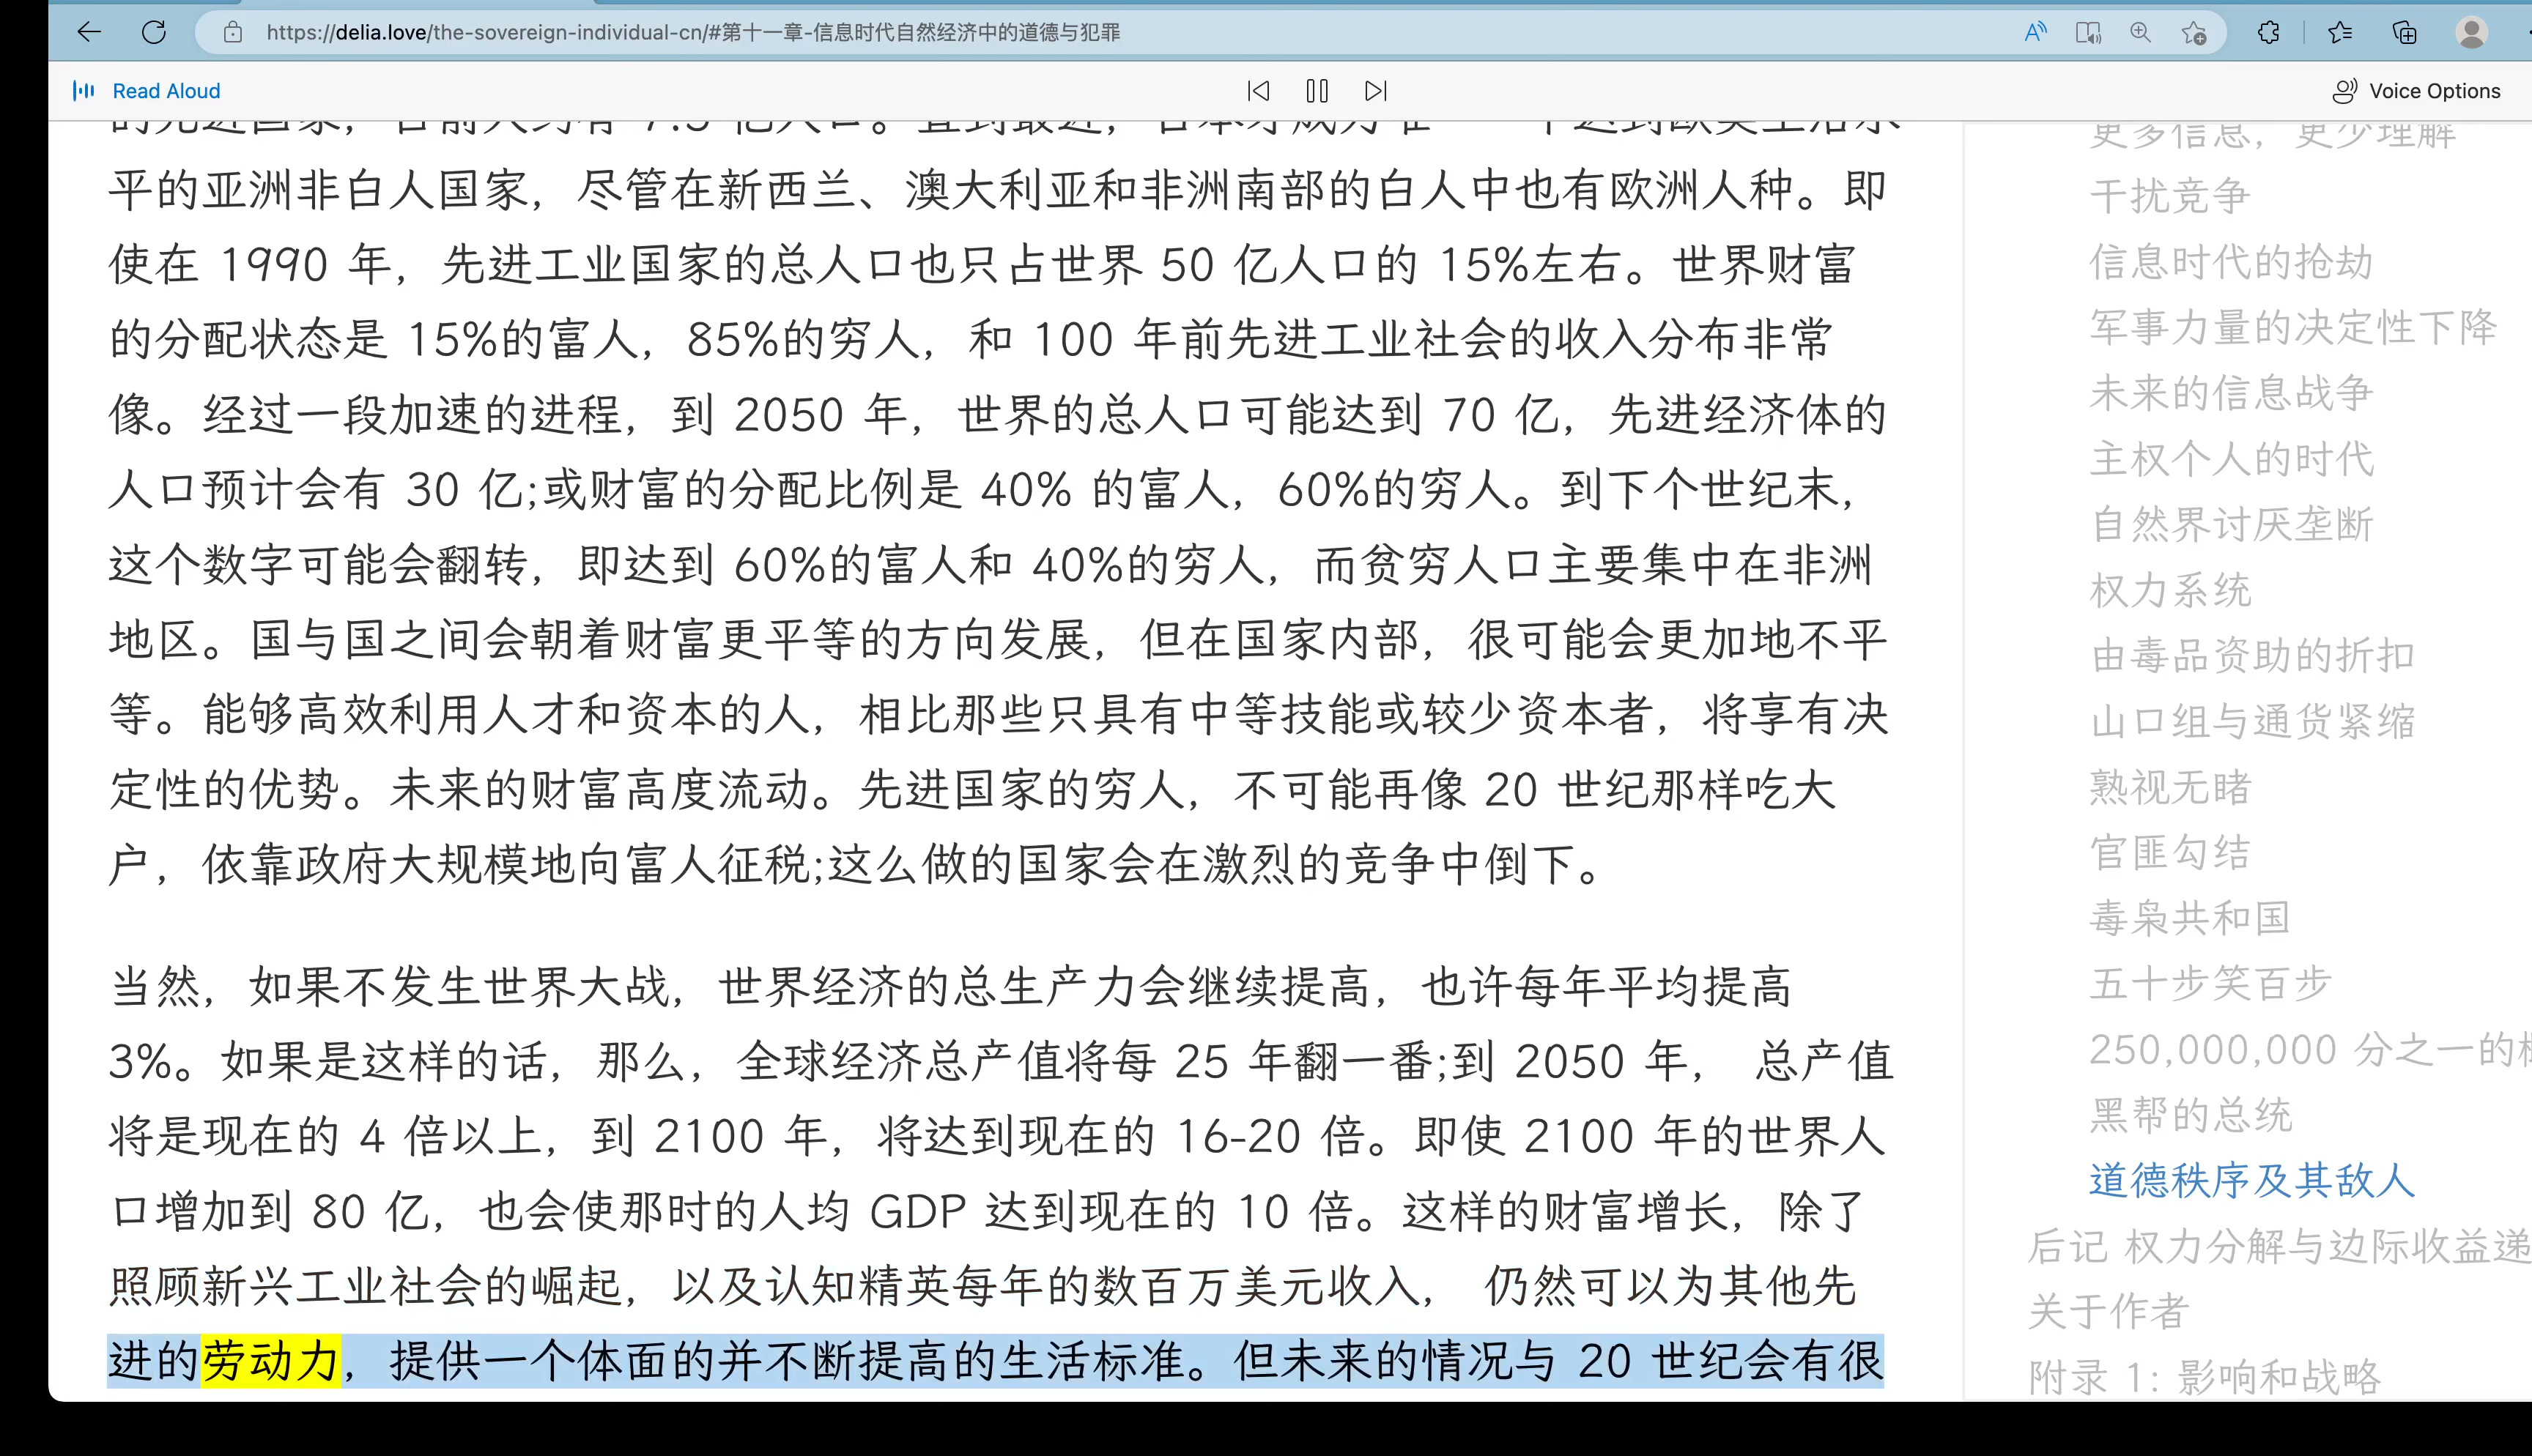 https://delia.love/the-sovereign-individual-cn/#第十一章-信息时代自然经济中的道德与犯罪
Read Aloud
Voice Options
平的亚洲非白人国家，尽管在新西兰、澳大利亚和非洲南部的白人中也有欧洲人种。即
使在 1990 年，先进工业国家的总人口也只占世界 50 亿人口的 15%左右。世界财富
的分配状态是 15%的富人，85%的穷人，和 100 年前先进工业社会的收入分布非常
像。经过一段加速的进程，到 2050 年，世界的总人口可能达到 70 亿，先进经济体的
人口预计会有 30 亿;或财富的分配比例是 40% 的富人，60%的穷人。到下个世纪末，
这个数字可能会翻转，即达到 60%的富人和 40%的穷人，而贫穷人口主要集中在非洲
地区。国与国之间会朝着财富更平等的方向发展，但在国家内部，很可能会更加地不平
等。能够高效利用人才和资本的人，相比那些只具有中等技能或较少资本者，将享有决
定性的优势。未来的财富高度流动。先进国家的穷人，不可能再像 20 世纪那样吃大
户，依靠政府大规模地向富人征税;这么做的国家会在激烈的竞争中倒下。
当然，如果不发生世界大战，世界经济的总生产力会继续提高，也许每年平均提高
3%。如果是这样的话，那么，全球经济总产值将每 25 年翻一番;到 2050 年， 总产值
将是现在的 4 倍以上，到 2100 年，将达到现在的 16-20 倍。即使 2100 年的世界人
口增加到 80 亿，也会使那时的人均 GDP 达到现在的 10 倍。这样的财富增长，除了
照顾新兴工业社会的崛起，以及认知精英每年的数百万美元收入， 仍然可以为其他先
进的劳动力，提供一个体面的并不断提高的生活标准。但未来的情况与 20 世纪会有很
更多信息，更少理解
干扰竞争
信息时代的抢劫
军事力量的决定性下降
未来的信息战争
主权个人的时代
自然界讨厌垄断
权力系统
由毒品资助的折扣
山口组与通货紧缩
熟视无睹
官匪勾结
毒枭共和国
五十步笑百步
250,000,000 分之一的
黑帮的总统
道德秩序及其敌人
后记 权力分解与边际收益递
关于作者
附录 1: 影响和战略